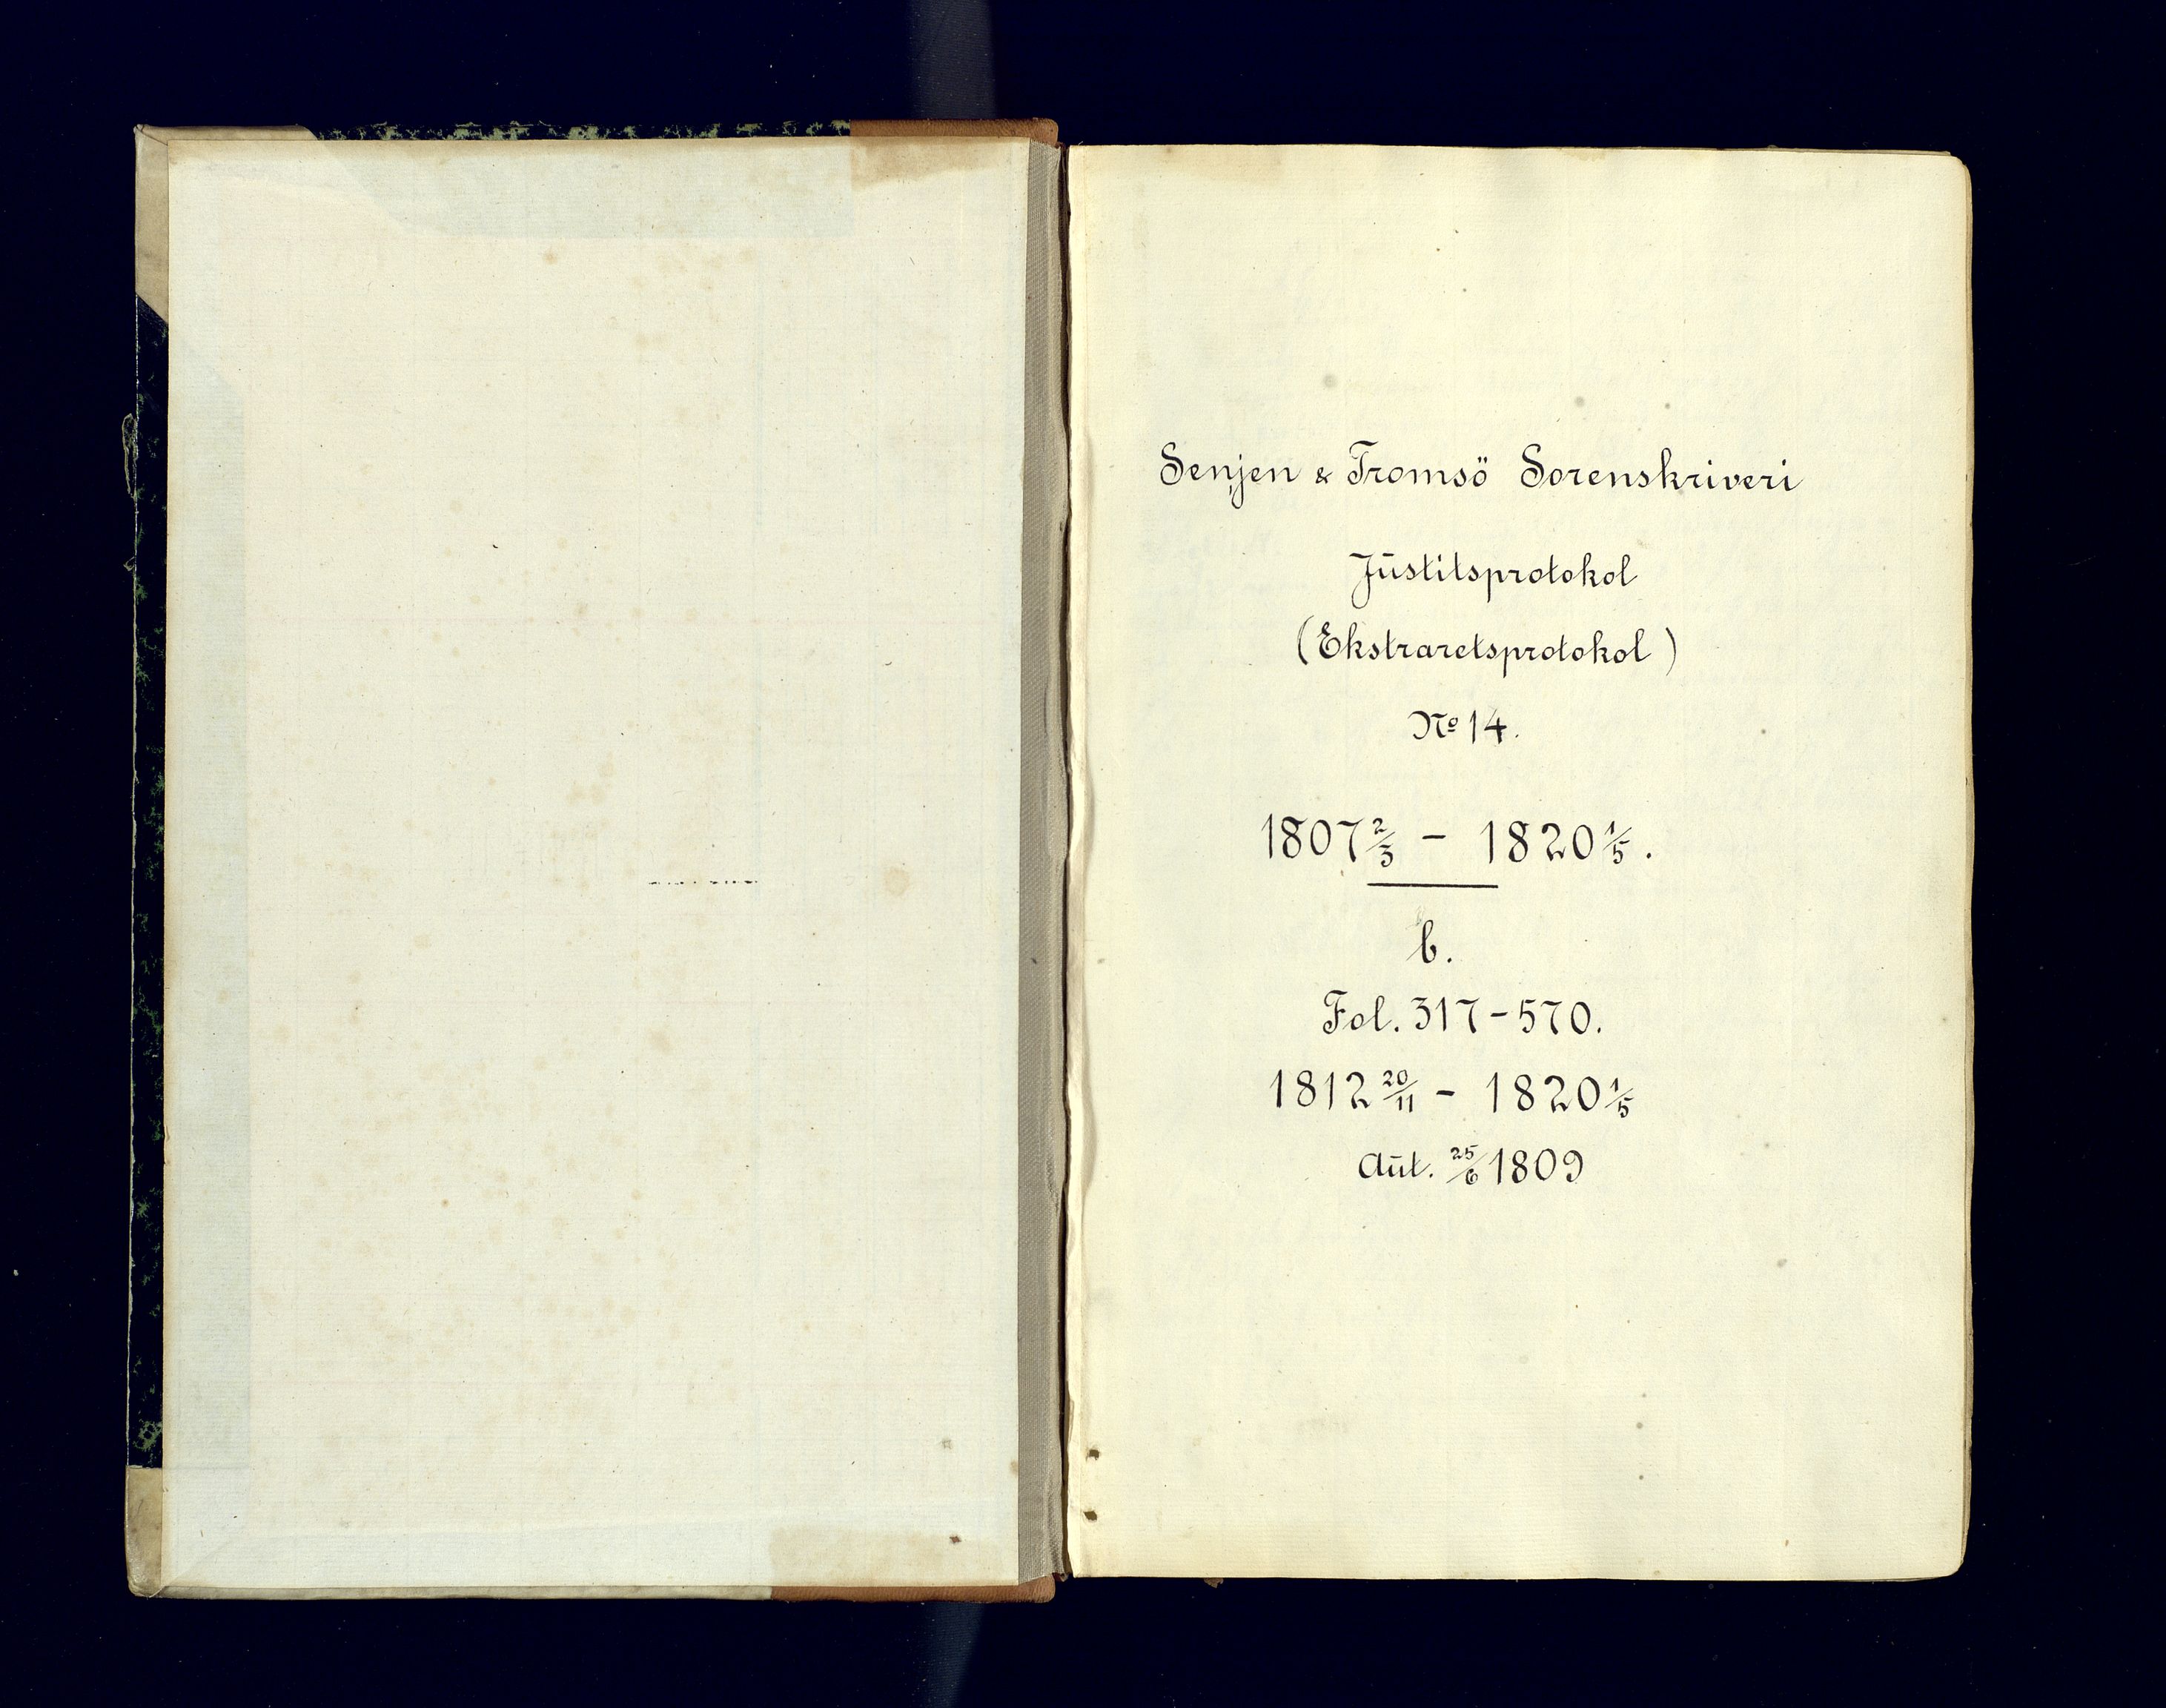 Senjen & Tromsö Sorenskriveri
Justitsprotokol
(Ekstraretsprotokol)
No 14.
1807 2/3 - 1820 1/5.
b.
Fol. 317-570.
1812 20/11 - 1820 1/5
Aut. 25/6 1809